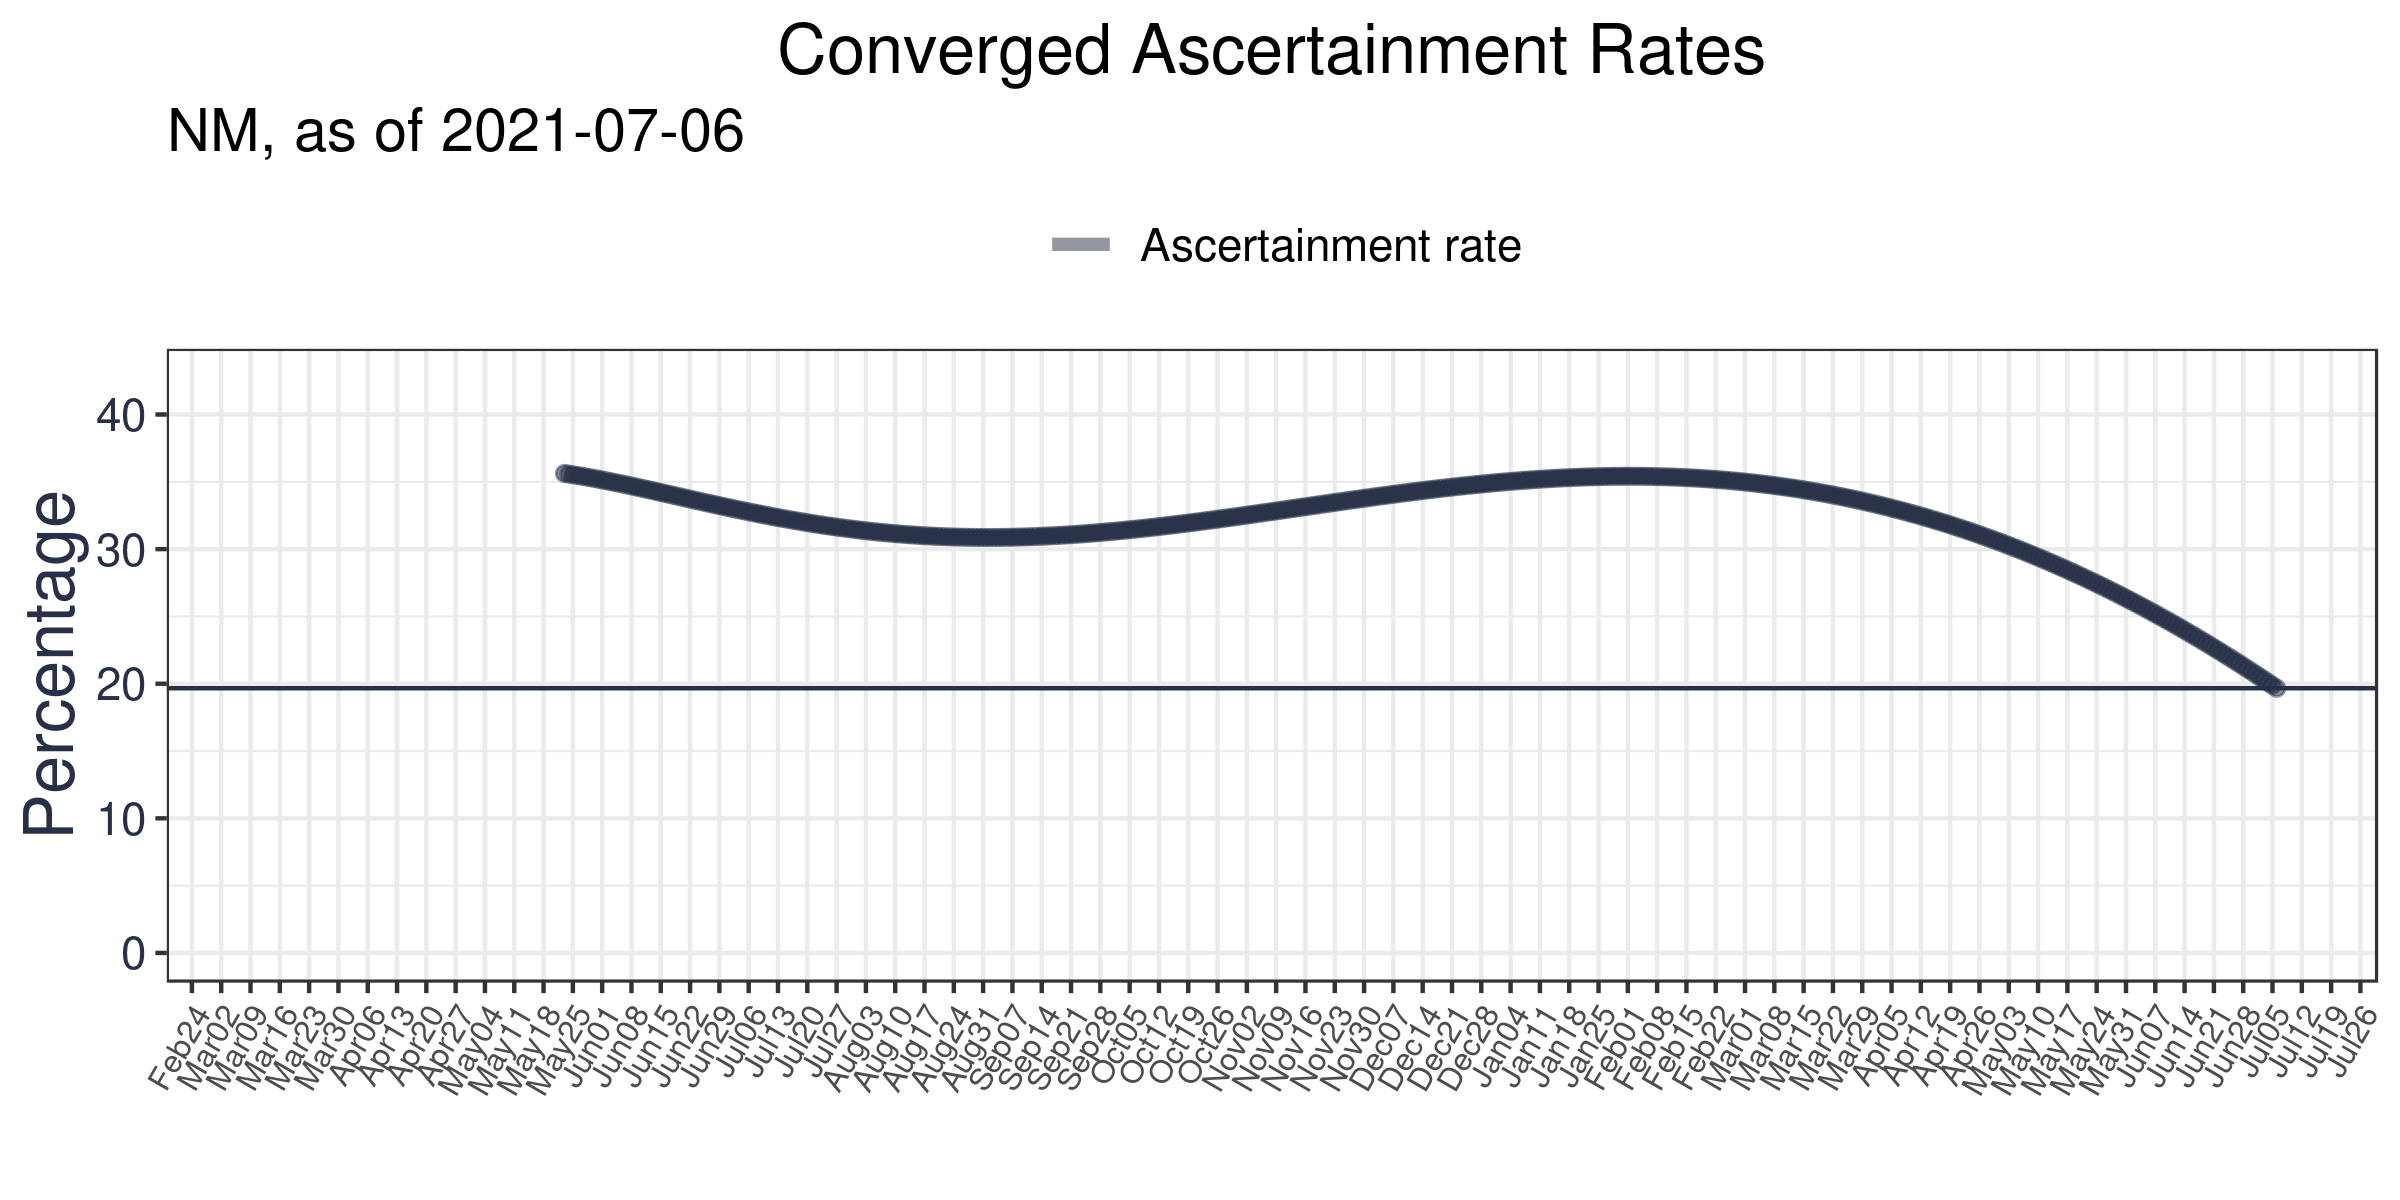 Converged Ascertainment Rates
NM, as of 2021-07-06
Ascertainment rate
Percentage
40
30
20
10
0
Feb24 Mar02 Mar09 Mar16 Mar23 Mar30 Apr06 Apr13 Apr20 Apr27 May04 May11 May18 May25 Jun01 Jun08 Jun15 Jun22 Jun29 Jul06 Jul13 Jul20 Jul27 Aug03 Aug10 Aug17 Aug24 Aug31 Sep07 Sep14 Sep21 Sep28 Oct05 Oct12 Oct19 Oct26 Nov02 Nov09 Nov16 Nov23 Nov30 Dec07 Dec14 Dec21 Dec28 Jan04 Jan11 Jan18 Jan25 Feb01 Feb08 Feb15 Feb22 Mar01 Mar08 Mar15 Mar22 Mar29 Apr05 Apr12 Apr19 Apr26 May03 May10 May17 May24 May31 Jun07 Jun14 Jun21 Jun28 Jul05 Jul12 Jul19 Jul26